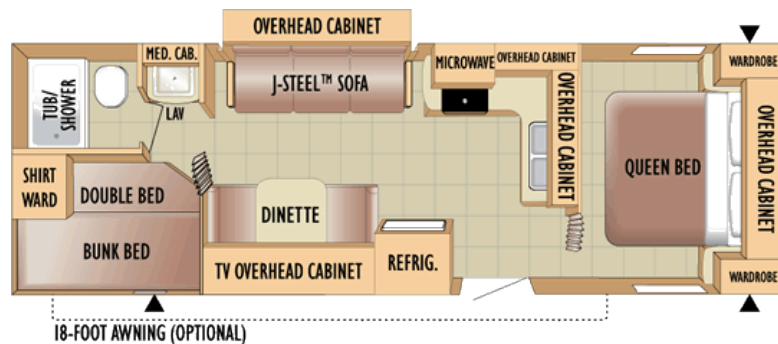 OVERHEAD CABINET
MED. CAB.
J-STEEL™ SOFA
MICROWAVE
OVERHEAD CABINET
WARDROBE
TUB/
SHOWER
LAV
OVERHEAD CABINET
QUEEN BED
OVERHEAD CABINET
SHIRT
WARD
DOUBLE BED
DINETTE
BUNK BED
TV OVERHEAD CABINET
REFRIG.
WARDROBE
18-FOOT AWNING (OPTIONAL)